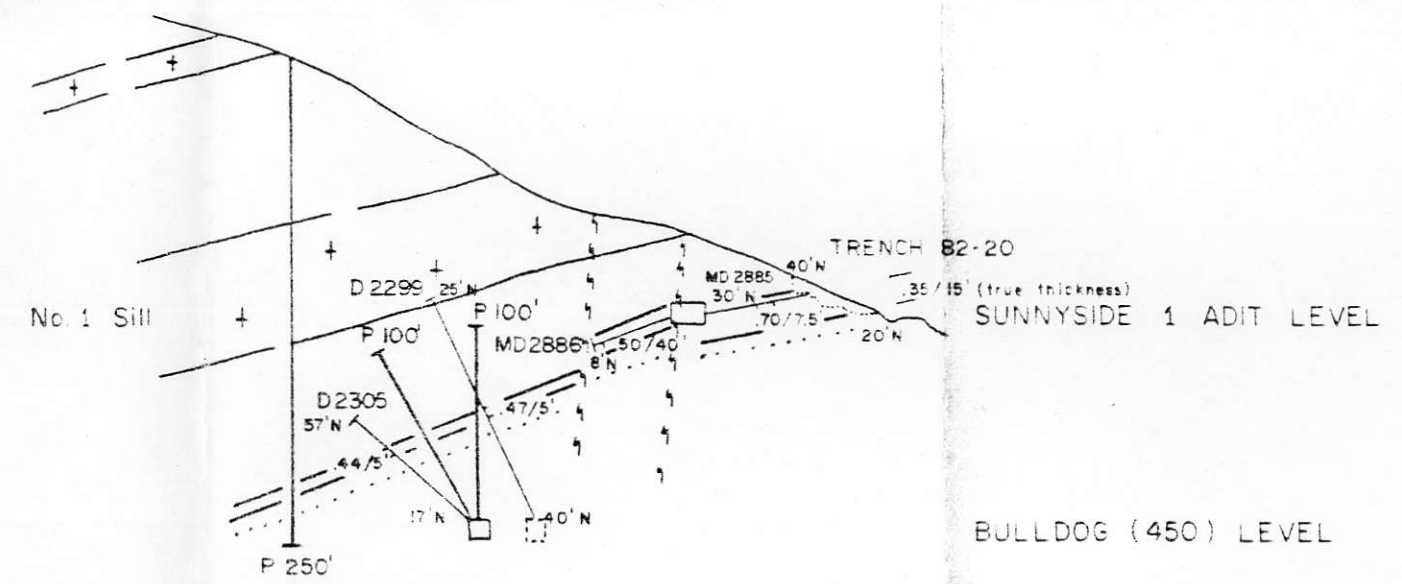 TRENCH 82-20
40'N
MD 2885
30'N
35/15' (true thickness)
D 2299
25'N
No. 1 Sill
P 100'
P 100'
70/7.5'
SUNNYSIDE 1 ADIT LEVEL
20'N
MD2886
50/40'
8'N
D2305
57'N
47/5'
44/5'
17'N
40'N
BULLDOG (450) LEVEL
P 250'